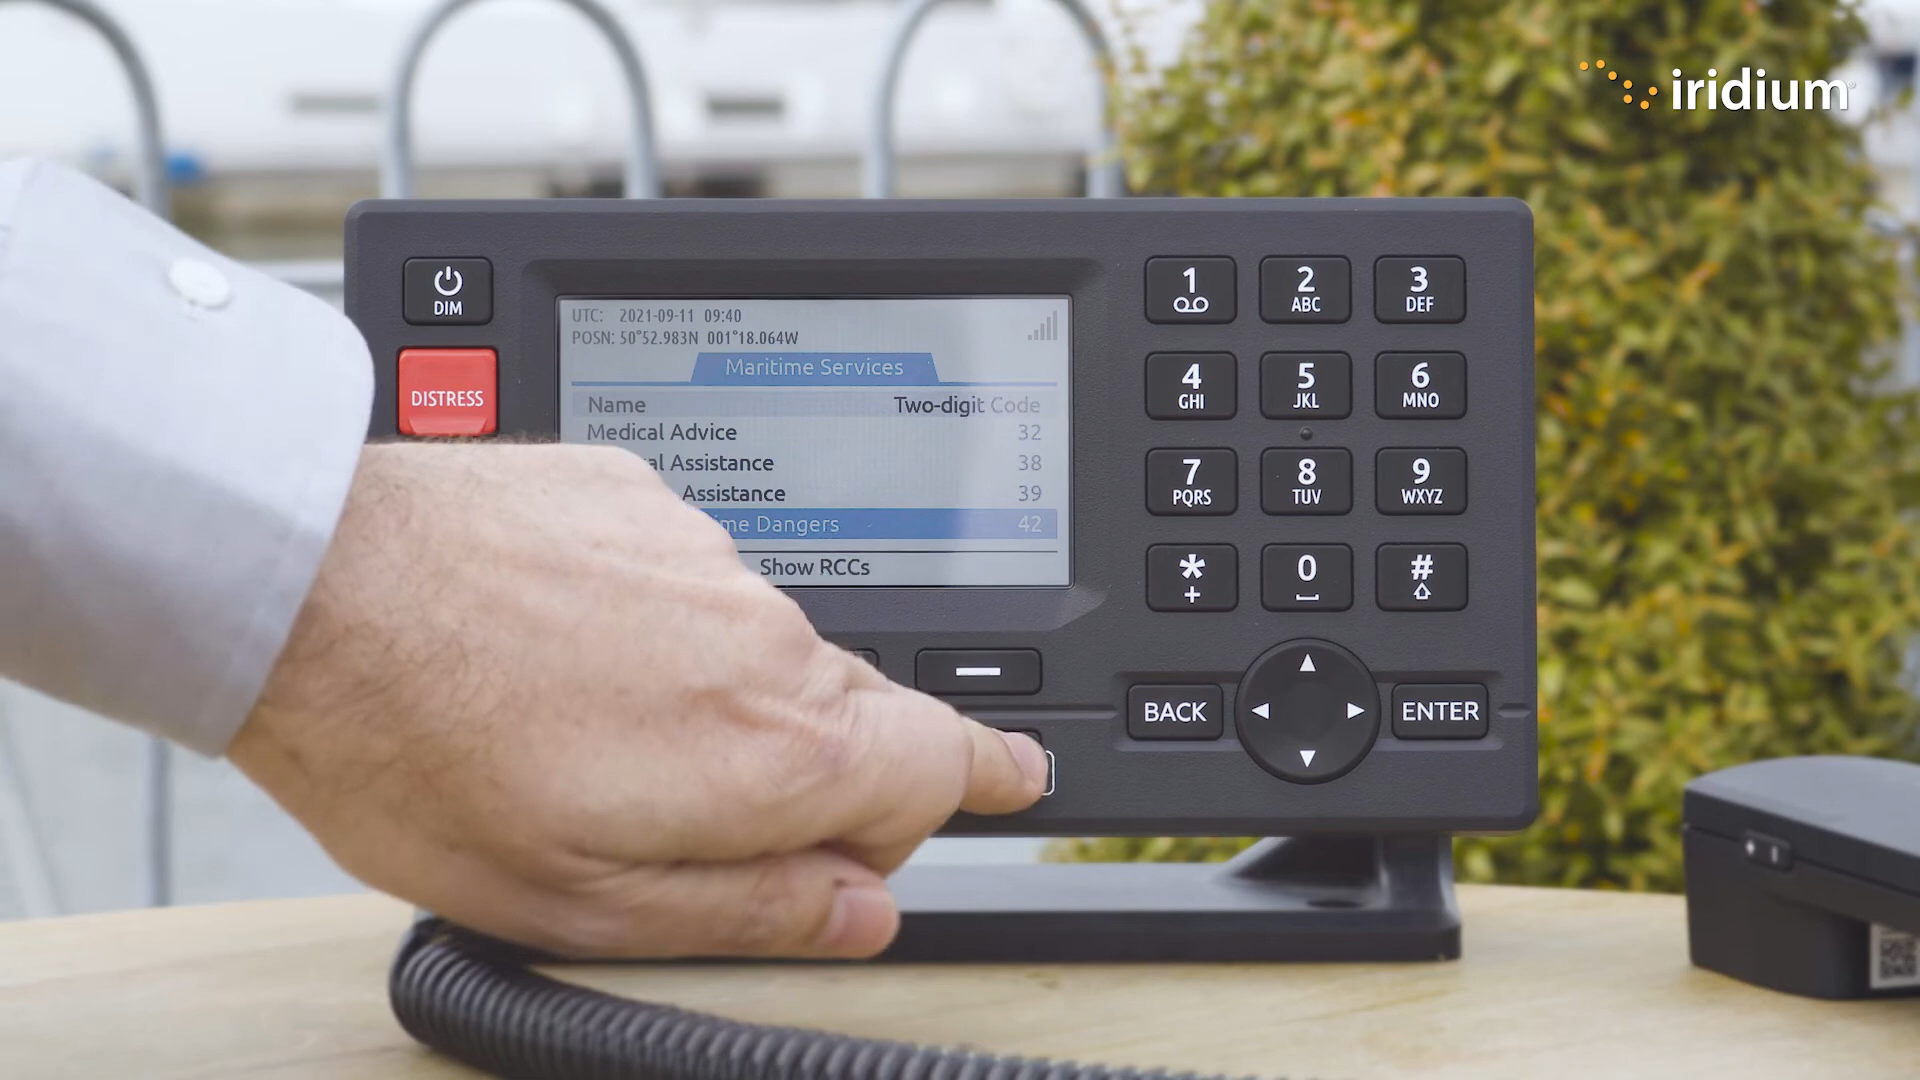 iridium
DIM
DISTRESS
UTC: 2021-09-11 09:40
POSN: 50°52.983N 001°18.064W
Maritime Services
Name Two-digit Code
Medical Advice 32
Assistance 38
Assistance 39
Dangers 42
Show RCCs
1
2 ABC
3 DEF
4 GHI
5 JKL
6 MNO
7 PQRS
8 TUV
9 WXYZ
* +
0
#
BACK
ENTER